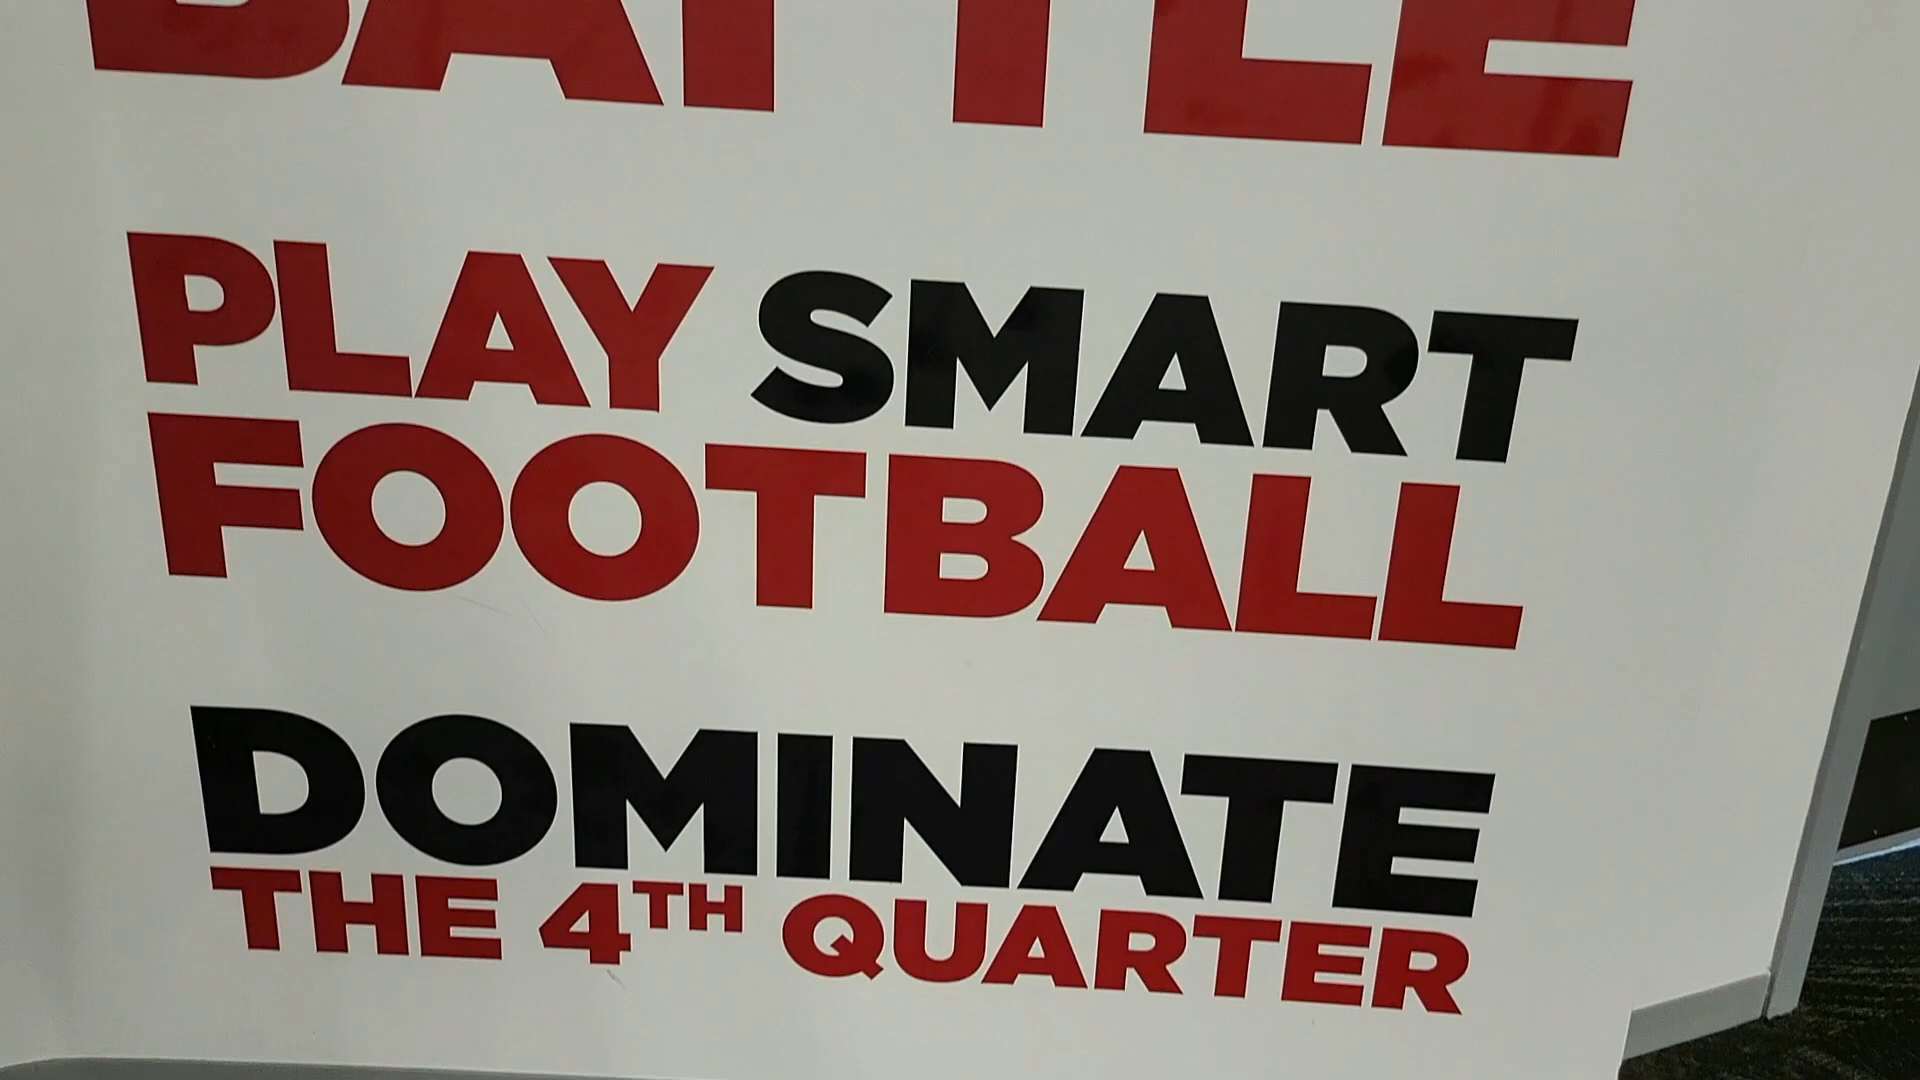 BATTLE
PLAY SMART
FOOTBALL
DOMINATE
THE 4TH QUARTER